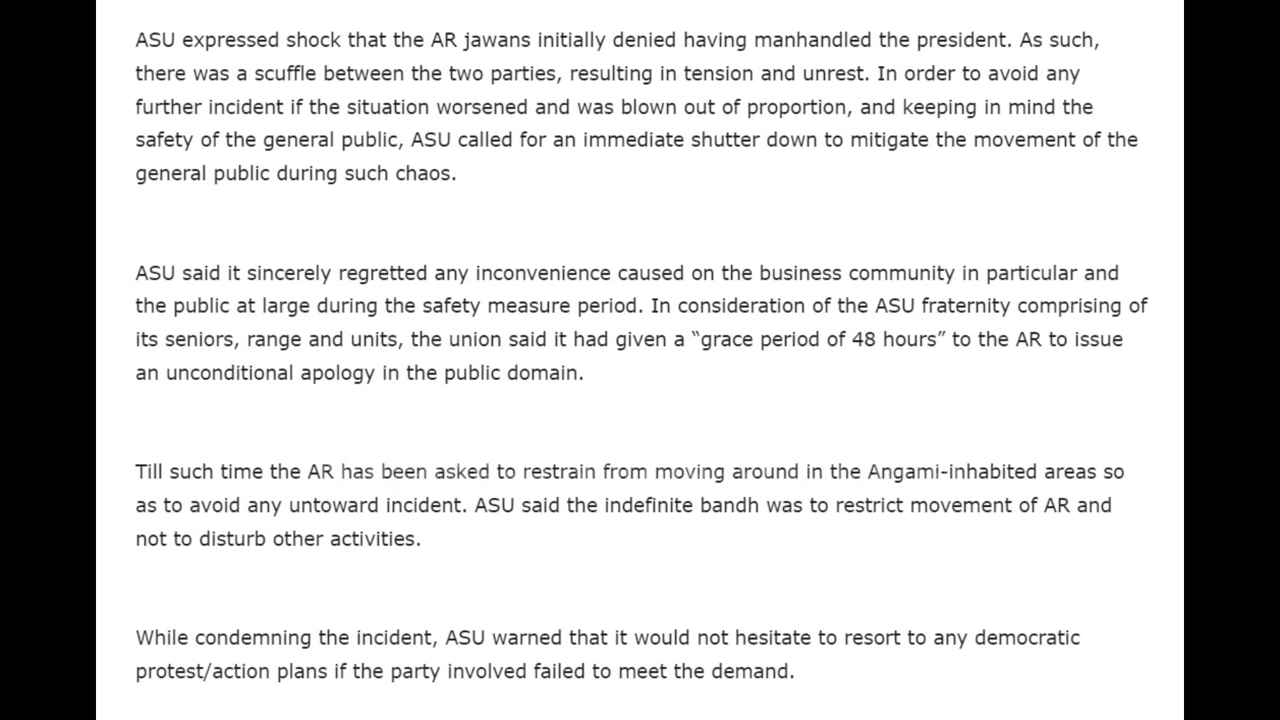 ASU expressed shock that the AR jawans initially denied having manhandled the president. As such,
there was a scuffle between the two parties, resulting in tension and unrest. In order to avoid any
further incident if the situation worsened and was blown out of proportion, and keeping in mind the
safety of the general public, ASU called for an immediate shutter down to mitigate the movement of the
general public during such chaos.
ASU said it sincerely regretted any inconvenience caused on the business community in particular and
the public at large during the safety measure period. In consideration of the ASU fraternity comprising of
its seniors, range and units, the union said it had given a “grace period of 48 hours” to the AR to issue
an unconditional apology in the public domain.
Till such time the AR has been asked to restrain from moving around in the Angami-inhabited areas so
as to avoid any untoward incident. ASU said the indefinite bandh was to restrict movement of AR and
not to disturb other activities.
While condemning the incident, ASU warned that it would not hesitate to resort to any democratic
protest/action plans if the party involved failed to meet the demand.